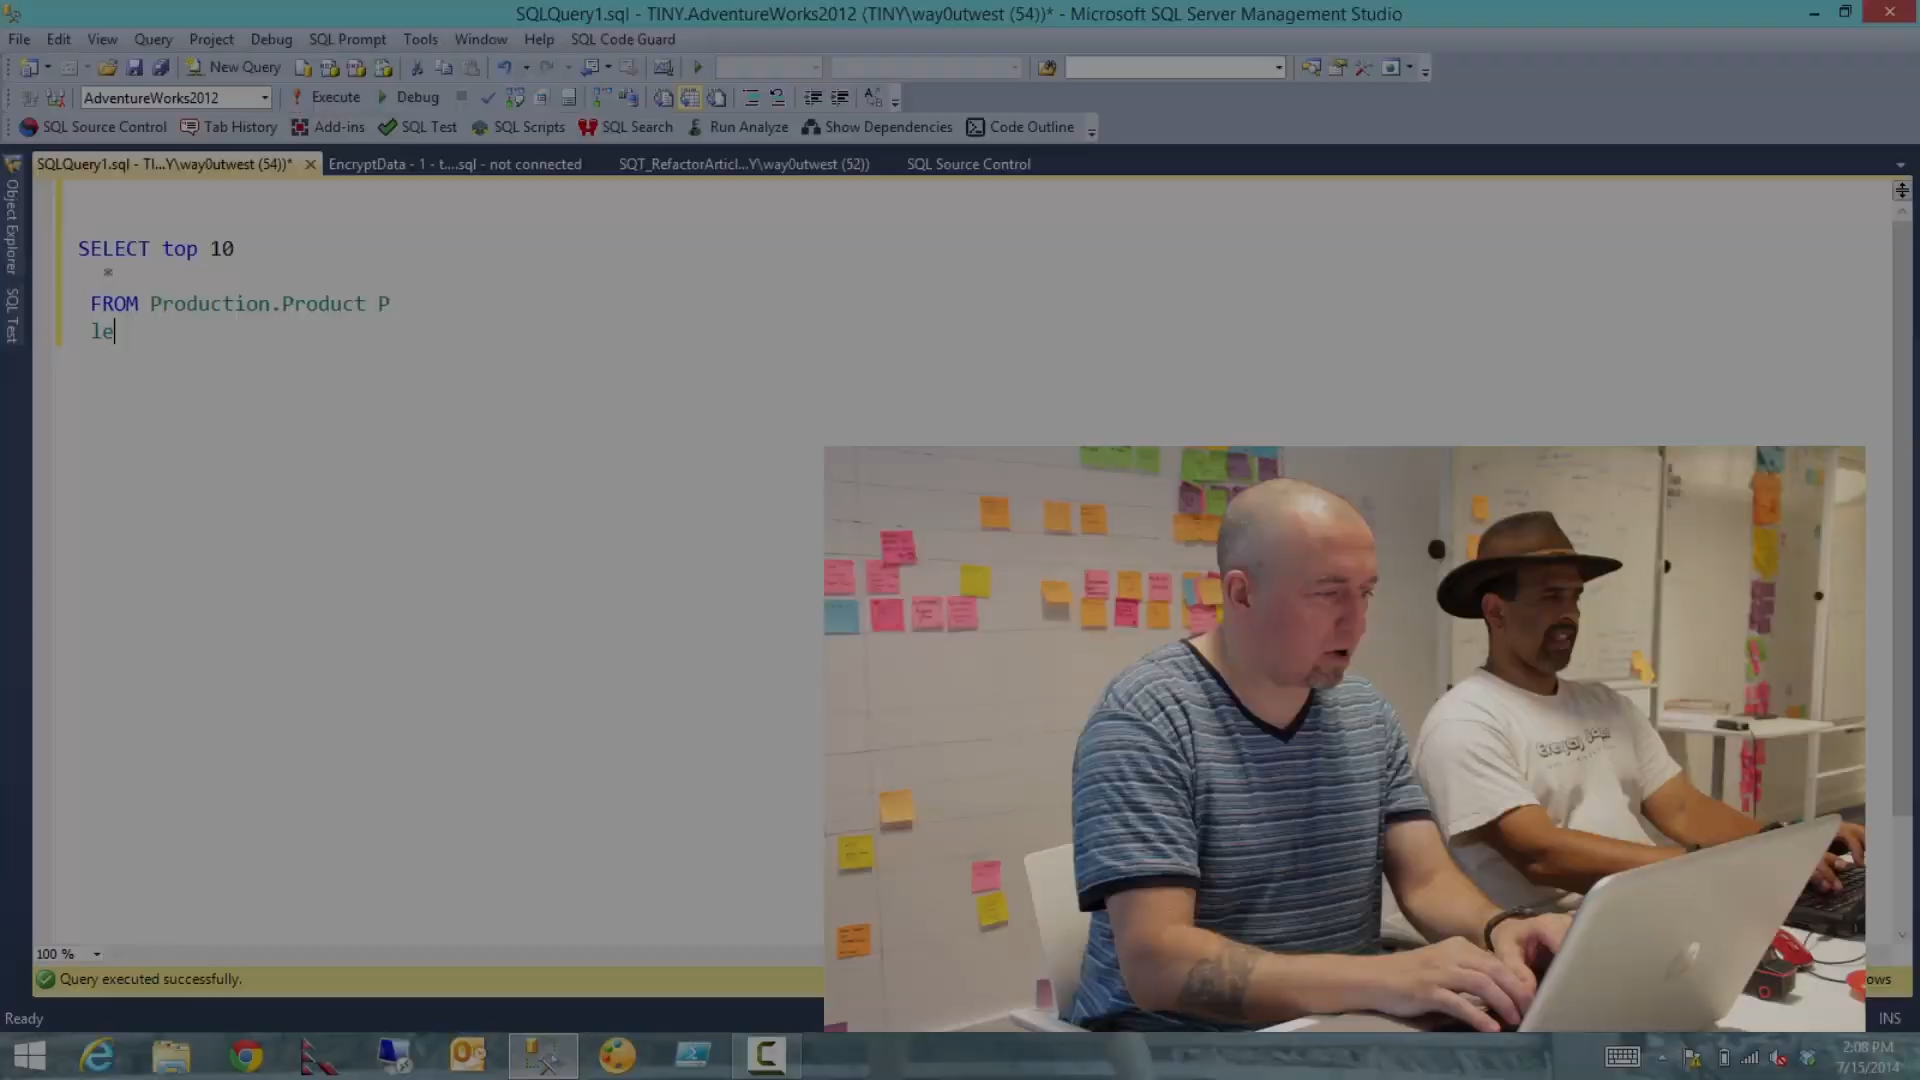 SQLQuery1.sql - TINY.AdventureWorks2012 (TINY\way0utwest (54))* - Microsoft SQL Server Management Studio
File Edit View Query Project Debug SQL Prompt Tools Window Help SQL Code Guard
New Query
AdventureWorks2012 Execute Debug
SQL Source Control Tab History Add-ins SQL Test SQL Scripts SQL Search Run Analyze Show Dependencies Code Outline
SQLQuery1.sql - TI...Y\way0utwest (54))* EncryptData - 1 - t....sql - not connected SQT_RefactorArticl...Y\way0utwest (52)) SQL Source Control
Object Explorer
SQL Test
SELECT top 10
*
FROM Production.Product P
le
100 %
Query executed successfully.
ows
Ready
INS
2:08 PM
7/15/2014